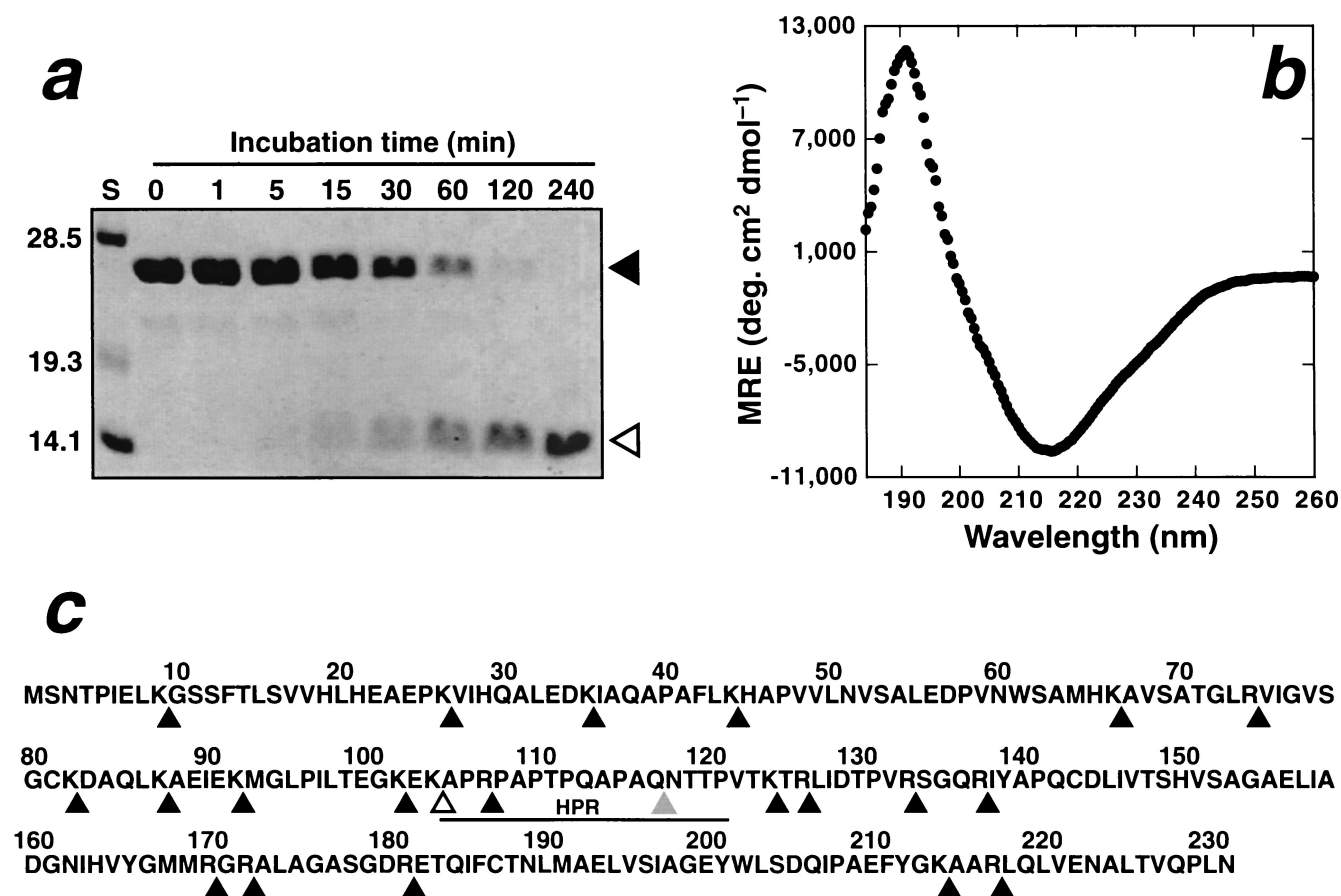 a
Incubation time (min)
S 0 1 5 15 30 60 120 240
28.5
19.3
14.1
b
13,000
7,000
1,000
-5,000
-11,000
MRE (deg. cm² dmol⁻¹)
190 200 210 220 230 240 250 260
Wavelength (nm)
c
10 20 30 40 50 60 70
MSNTPIELKGSSFTLSVVHLHEAEPKVIHQALEDKIAQAPAFLKHAPVVLNVSALEDPVNWSAMHKAVSATGLRVIGVS
80 90 100 110 120 130 140 150
GCKDAQLKAEIEKMGLPILTEGKEKAPRPAPTPQAPAQNTTPVTKTRLIDTPVRSGQRIYAPQCDLIVTSHVSAGAELIA
HPR
160 170 180 190 200 210 220 230
DGNIHVYGMMRGRALAGASGDRETQIFCTNLMAELVSIAGEYWLSDQIPAEFYGKAARLQLVENALTVQPLN